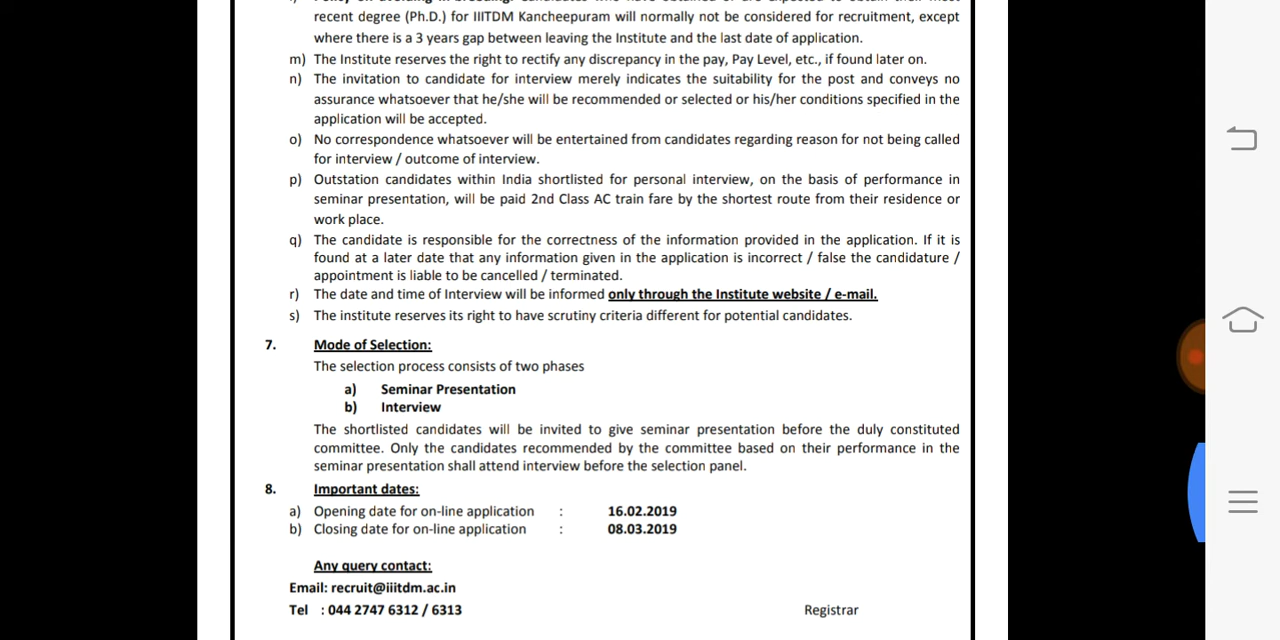 recent degree (Ph.D.) for IIITDM Kancheepuram will normally not be considered for recruitment, except
where there is a 3 years gap between leaving the Institute and the last date of application.
m) The Institute reserves the right to rectify any discrepancy in the pay, Pay Level, etc., if found later on.
n) The invitation to candidate for interview merely indicates the suitability for the post and conveys no
assurance whatsoever that he/she will be recommended or selected or his/her conditions specified in the
application will be accepted.
o) No correspondence whatsoever will be entertained from candidates regarding reason for not being called
for interview / outcome of interview.
p) Outstation candidates within India shortlisted for personal interview, on the basis of performance in
seminar presentation, will be paid 2nd Class AC train fare by the shortest route from their residence or
work place.
q) The candidate is responsible for the correctness of the information provided in the application. If it is
found at a later date that any information given in the application is incorrect / false the candidature /
appointment is liable to be cancelled / terminated.
r) The date and time of Interview will be informed only through the Institute website / e-mail.
s) The institute reserves its right to have scrutiny criteria different for potential candidates.
7. Mode of Selection:
The selection process consists of two phases
a) Seminar Presentation
b) Interview
The shortlisted candidates will be invited to give seminar presentation before the duly constituted
committee. Only the candidates recommended by the committee based on their performance in the
seminar presentation shall attend interview before the selection panel.
8. Important dates:
a) Opening date for on-line application : 16.02.2019
b) Closing date for on-line application : 08.03.2019
Any query contact:
Email: recruit@iiitdm.ac.in
Tel : 044 2747 6312 / 6313 Registrar